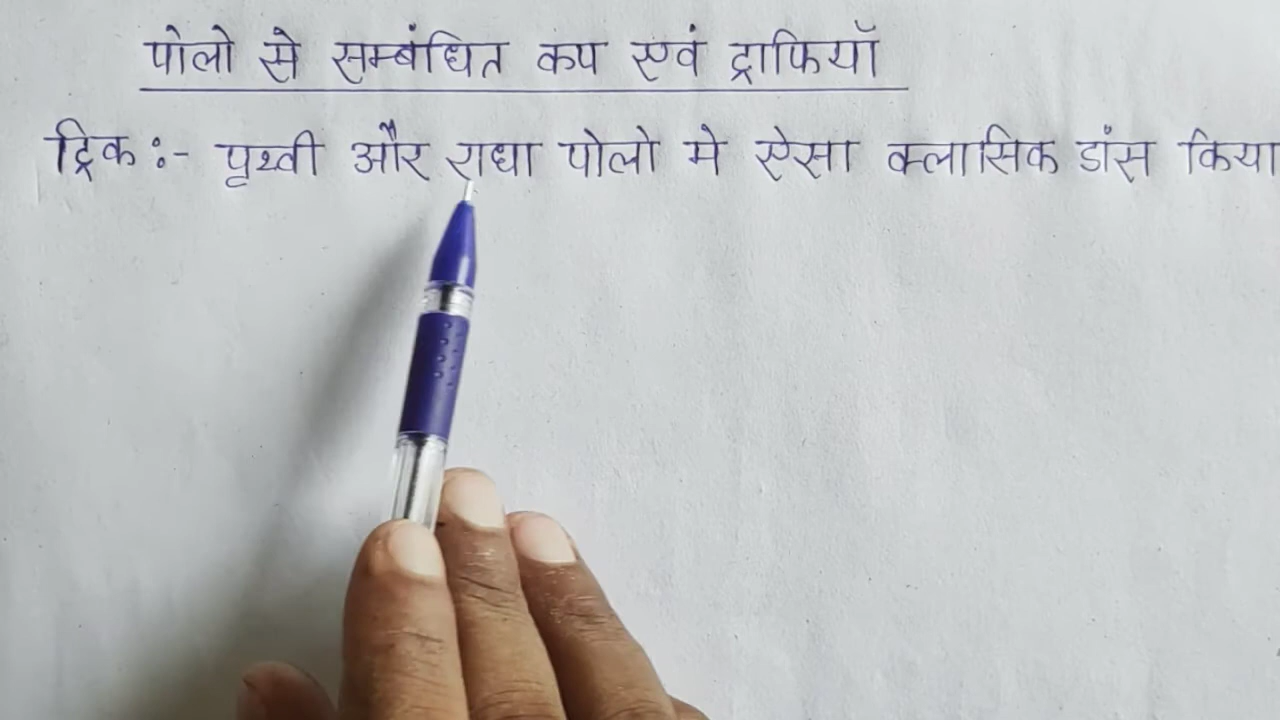 पोलो से सम्बंधित कप एवं ट्राफियॉ
ट्रिक :- पृथ्वी और राधा पोलो मे ऐसा क्लासिक डांस किया